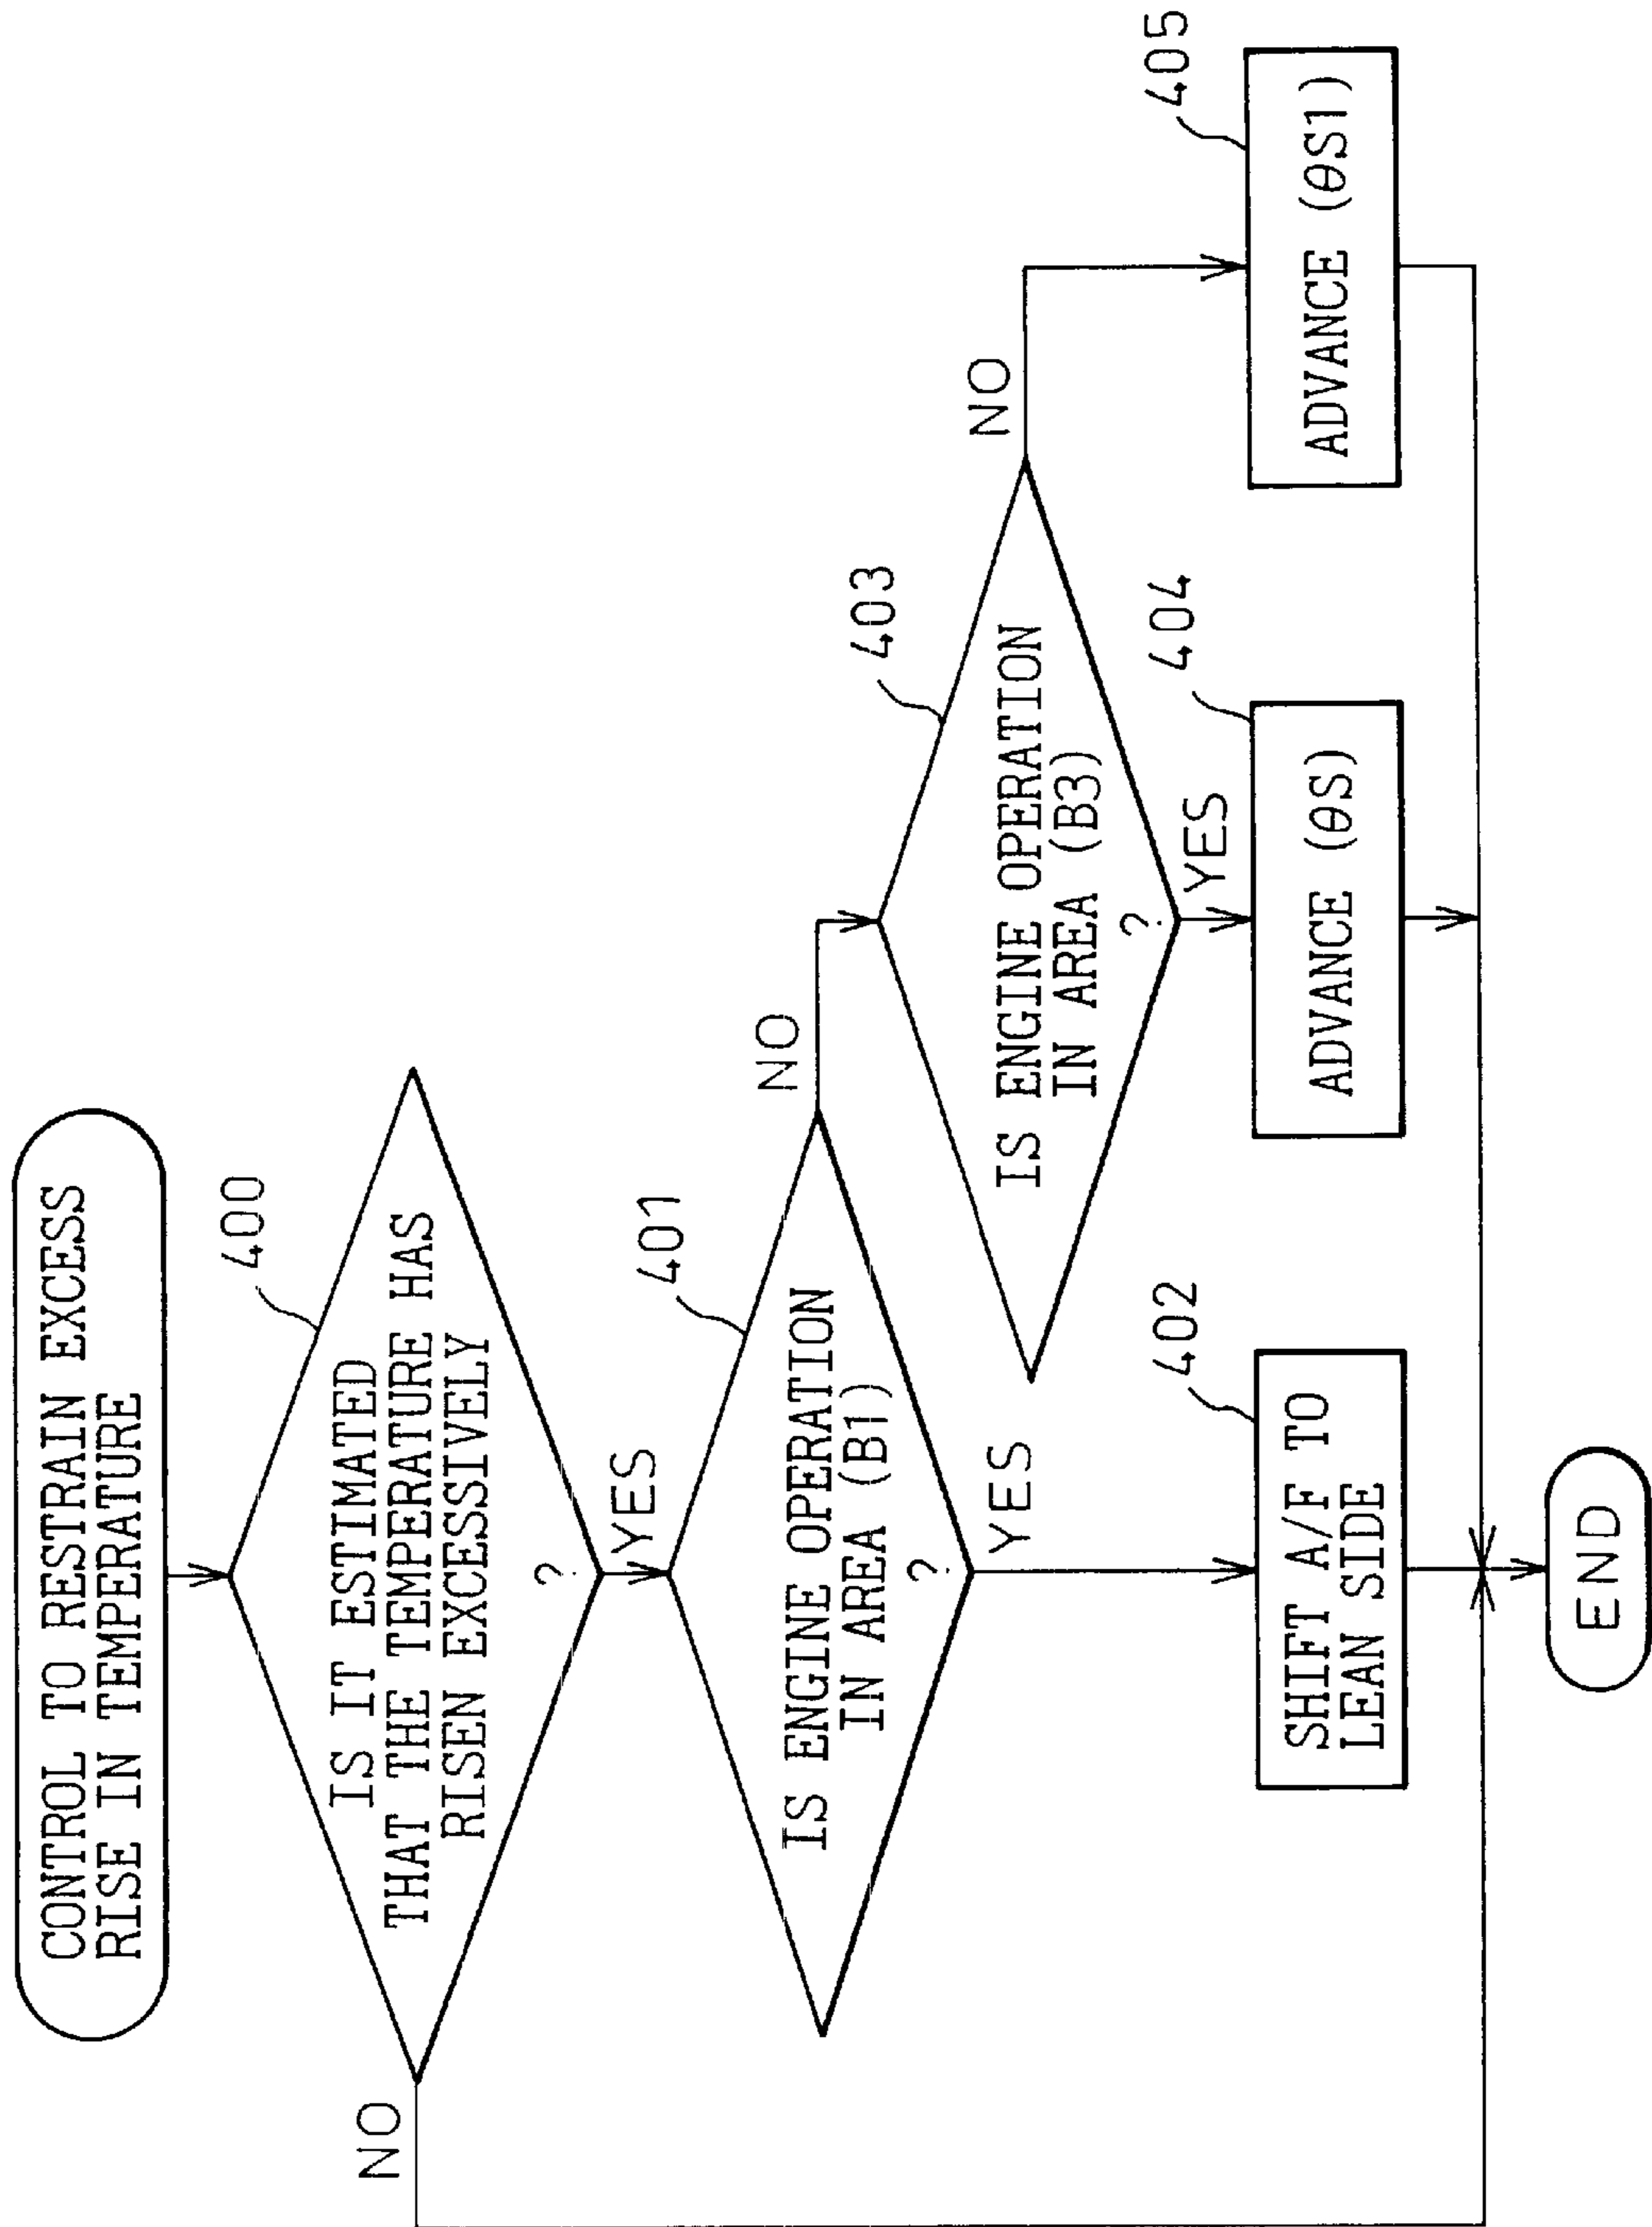 CONTROL TO RESTRAIN EXCESS
RISE IN TEMPERATURE
400
IS IT ESTIMATED
THAT THE TEMPERATURE HAS
RISEN EXCESSIVELY
?
NO
YES
401
IS ENGINE OPERATION
IN AREA (B1)
?
NO
YES
403
IS ENGINE OPERATION
IN AREA (B3)
?
NO
YES
402
SHIFT A/F TO
LEAN SIDE
404
ADVANCE (θS)
405
ADVANCE (θS1)
END